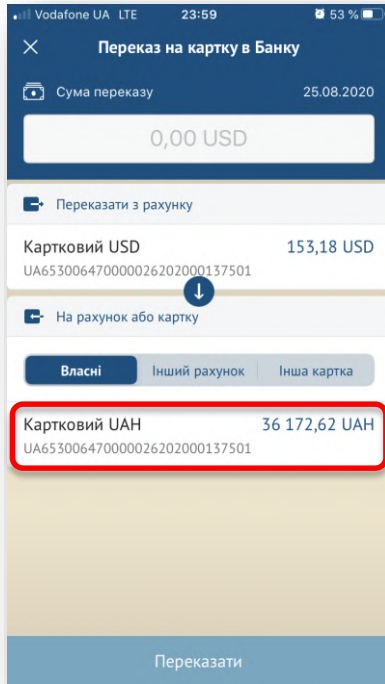 Vodafone UA LTE 23:59 53 %
Переказ на картку в Банку
Сума переказу 25.08.2020
0,00 USD
Переказати з рахунку
Картковий USD 153,18 USD
UA653006470000026202000137501
На рахунок або картку
Власні Інший рахунок Інша картка
Картковий UAH 36 172,62 UAH
UA653006470000026202000137501
Переказати